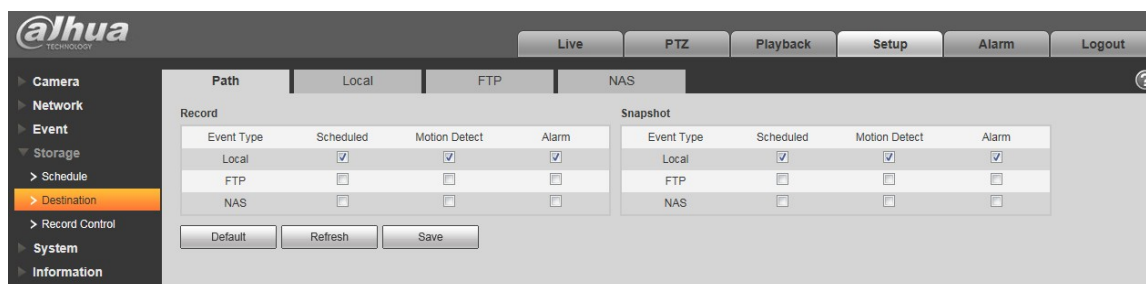 alhua
TECHNOLOGY
Live PTZ Playback Setup Alarm Logout
Camera
Network
Event
Storage
> Schedule
> Destination
> Record Control
System
Information
Path Local FTP NAS
?
Record
Event Type Scheduled Motion Detect Alarm
Local
FTP
NAS
Snapshot
Event Type Scheduled Motion Detect Alarm
Local
FTP
NAS
Default Refresh Save